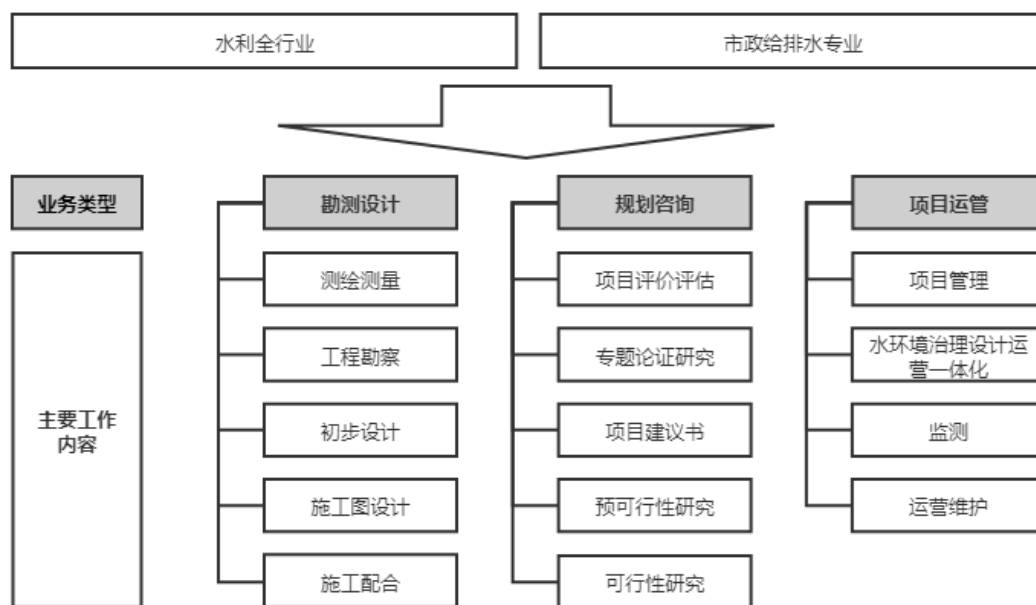 水利全行业
市政给排水专业
业务类型
勘测设计
规划咨询
项目运管
主要工作
内容
测绘测量
项目评价评估
项目管理
工程勘察
专题论证研究
水环境治理设计运
营一体化
初步设计
项目建议书
监测
施工图设计
预可行性研究
运营维护
施工配合
可行性研究